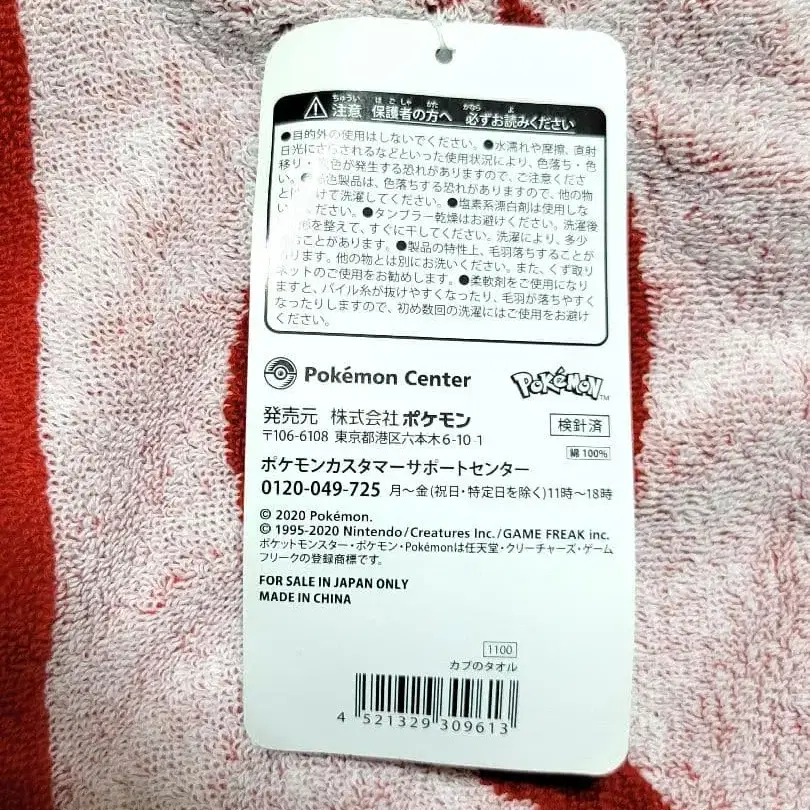 ちゅうい ほごしゃ かた かなら よ
注意 保護者の方へ 必ずお読みください
●目的外の使用はしないでください。●水濡れや摩擦、直射
日光にさらされるなどといった使用状況により、色落ち・色
移り・ 色が発生する恐れがありますので、ご注意くださ
い。● 色製品は、色落ちする恐れがありますので、他の物
と けて洗濯してください。●塩素系漂白剤は使用しな
い ください。●タンブラー乾燥はお避けください。洗濯後
を整えて、すぐに干してください。洗濯により、多少
ことがあります。●製品の特性上、毛羽落ちすることが
ります。他の物とは別にお洗いください。また、くず取り
ネットのご使用をお勧めします。●柔軟剤をご使用になり
ますと、パイル糸が抜けやすくなったり、毛羽が落ちやすく
なったりしますので、初め数回の洗濯にはご使用をお避け
ください。
Pokémon Center POKéMON TM
発売元 株式会社ポケモン 検針済
〒106-6108 東京都港区六本木6-10 1
綿 100%
ポケモンカスタマーサポートセンター
0120-049-725 月~金(祝日・特定日を除く)11時~18時
© 2020 Pokémon.
© 1995-2020 Nintendo/Creatures Inc./GAME FREAK inc.
ポケットモンスター・ポケモン・Pokémonは任天堂・クリーチャーズ・ゲーム
フリークの登録商標です。
FOR SALE IN JAPAN ONLY
MADE IN CHINA
1100
カブのタオル
4 521329 309613